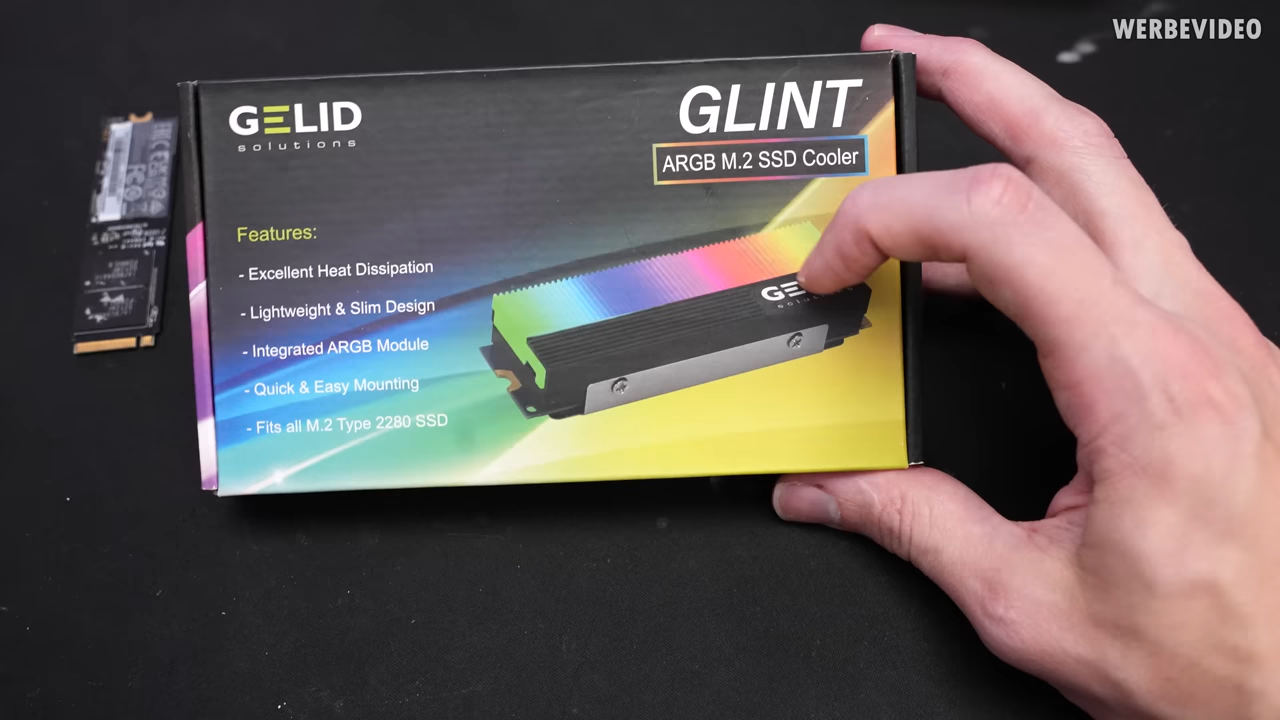 WERBEVIDEO
GELID
solutions
GLINT
ARGB M.2 SSD Cooler
Features:
- Excellent Heat Dissipation
- Lightweight & Slim Design
- Integrated ARGB Module
- Quick & Easy Mounting
- Fits all M.2 Type 2280 SSD